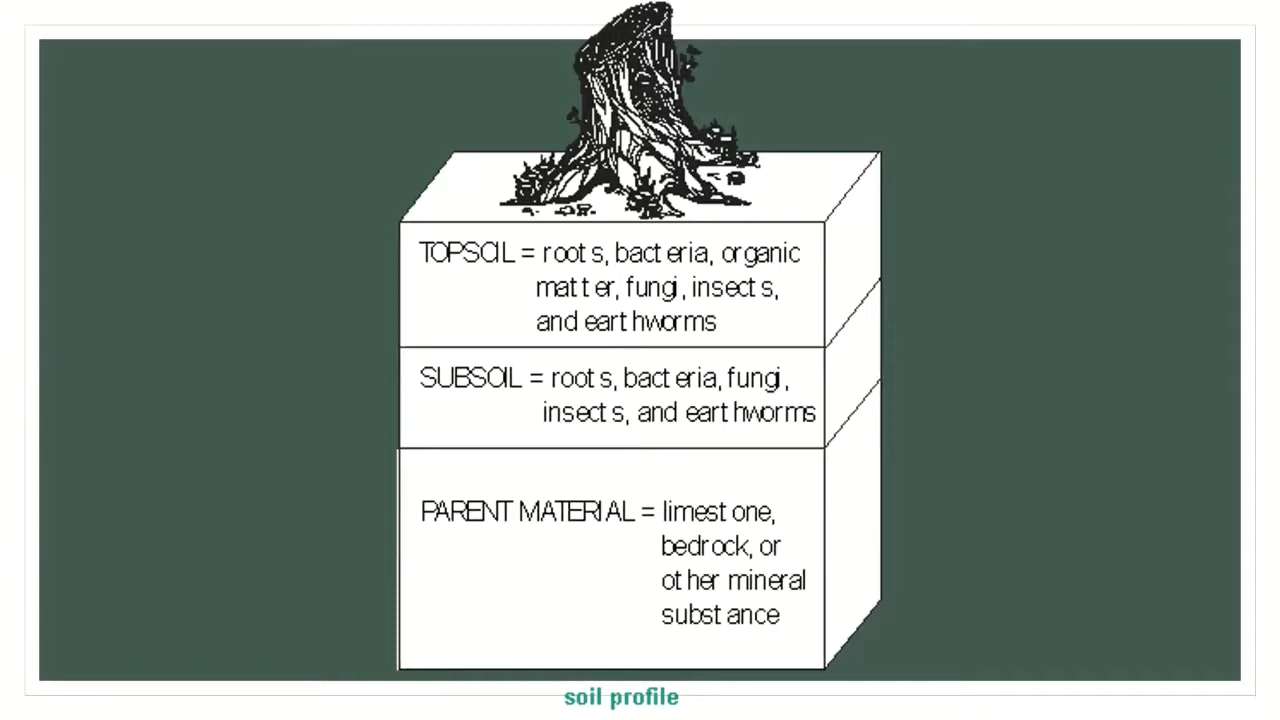 TOPSOIL = roots, bacteria, organic
matter, fungi, insects,
and earthworms
SUBSOIL = roots, bacteria, fungi,
insects, and earthworms
PARENT MATERIAL = limestone,
bedrock, or
other mineral
substance
soil profile